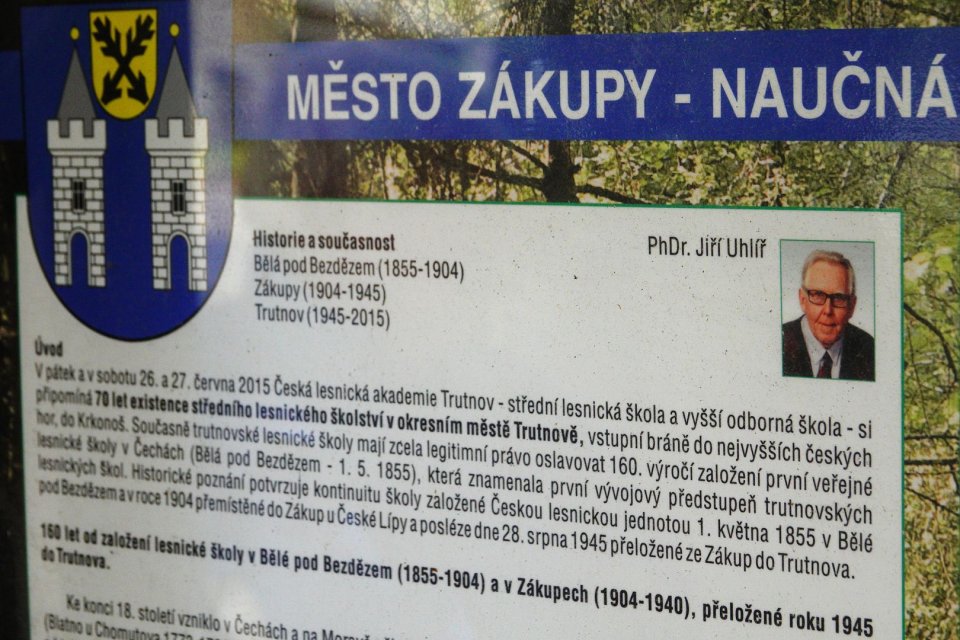 MĚSTO ZÁKUPY - NAUČNÁ
Historie a současnost
Bělá pod Bezdězem (1855-1904)
Zákupy (1904-1945)
Trutnov (1945-2015)
PhDr. Jiří Uhlíř
Úvod
V pátek a v sobotu 26. a 27. června 2015 Česká lesnická akademie Trutnov - střední lesnická škola a vyšší odborná škola - si
připomíná 70 let existence středního lesnického školství v okresním městě Trutnově, vstupní bráně do nejvyšších českých
hor, do Krkonoš. Současně trutnovské lesnické školy mají zcela legitimní právo oslavovat 160. výročí založení první veřejné
lesnické školy v Čechách (Bělá pod Bezdězem - 1. 5. 1855), která znamenala první vývojový předstupeň trutnovských
lesnických škol. Historické poznání potvrzuje kontinuitu školy založené Českou lesnickou jednotou 1. května 1855 v Bělé
pod Bezdězem a v roce 1904 přemístěné do Zákup u České Lípy a posléze dne 28. srpna 1945 přeložené ze Zákup do Trutnova.
160 let od založení lesnické školy v Bělé pod Bezdězem (1855-1904) a v Zákupech (1904-1940), přeložené roku 1945
do Trutnova.
Ke konci 18. století vzniklo v Čechách a na Moravě
(Blatno u Chomutova